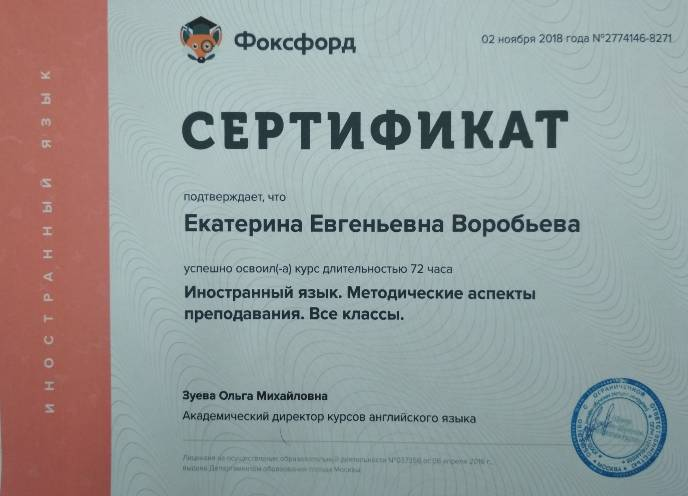 ИНОСТРАННЫЙ ЯЗЫК
Фоксфорд
02 ноября 2018 года №2774146-8271
СЕРТИФИКАТ
подтверждает, что
Екатерина Евгеньевна Воробьева
успешно освоил(-а) курс длительностью 72 часа
Иностранный язык. Методические аспекты
преподавания. Все классы.
Зуева Ольга Михайловна
Академический директор курсов английского языка
Лицензия на осуществление образовательной деятельности №037356 от 06 апреля 2016 г.,
выдана Департаментом образования города Москвы
МОСКВА